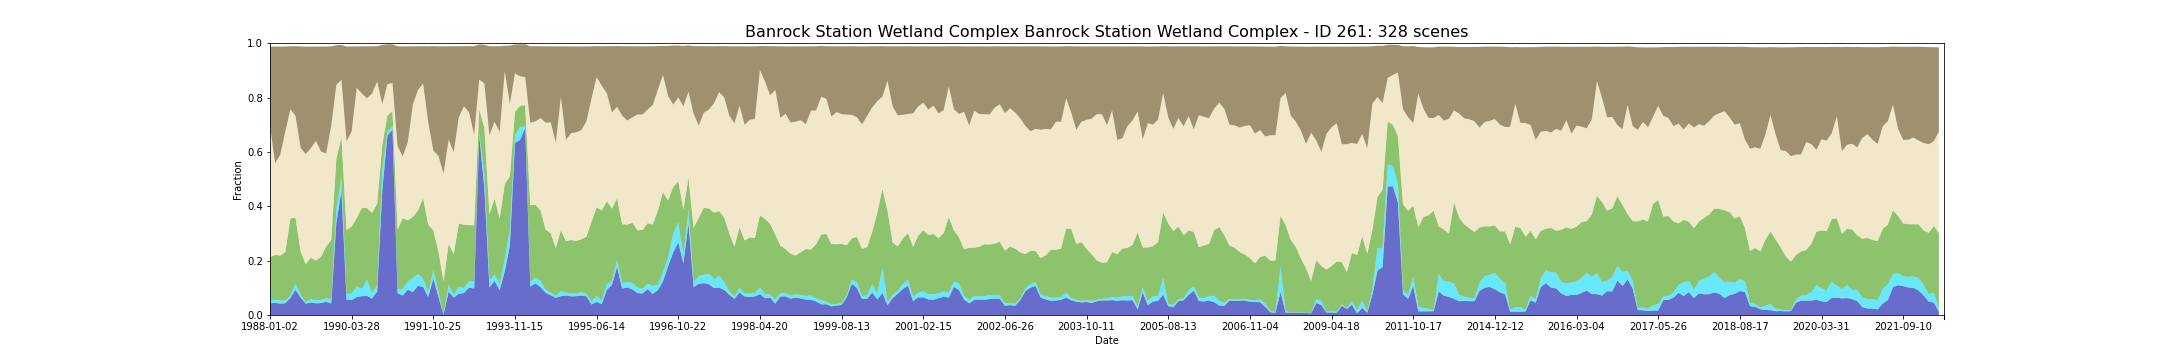 Banrock Station Wetland Complex Banrock Station Wetland Complex - ID 261: 328 scenes
1.0
0.8
0.6
0.4
0.2
0.0
Fraction
1988-01-02 1990-03-28 1991-10-25 1993-11-15 1995-06-14 1996-10-22 1998-04-20 1999-08-13 2001-02-15 2002-06-26 2003-10-11 2005-08-13 2006-11-04 2009-04-18 2011-10-17 2014-12-12 2016-03-04 2017-05-26 2018-08-17 2020-03-31 2021-09-10
Date